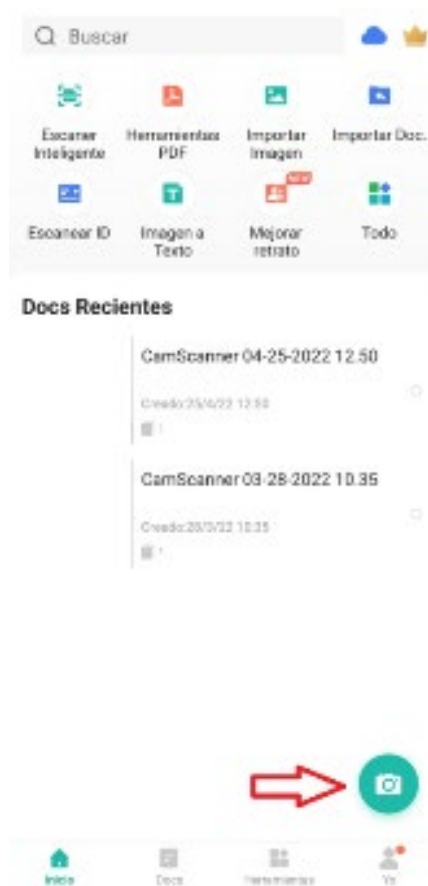 Buscar
Escaner Inteligente
Herramientas PDF
Importar Imagen
Importar Doc.
Escanear ID
Imagen a Texto
NEW
Mejorar retrato
Todo
Docs Recientes
CamScanner 04-25-2022 12.50
Creado:25/4/22 12:50
1
CamScanner 03-28-2022 10.35
Creado:28/3/22 10:35
1
Inicio
Docs
Herramientas
Yo